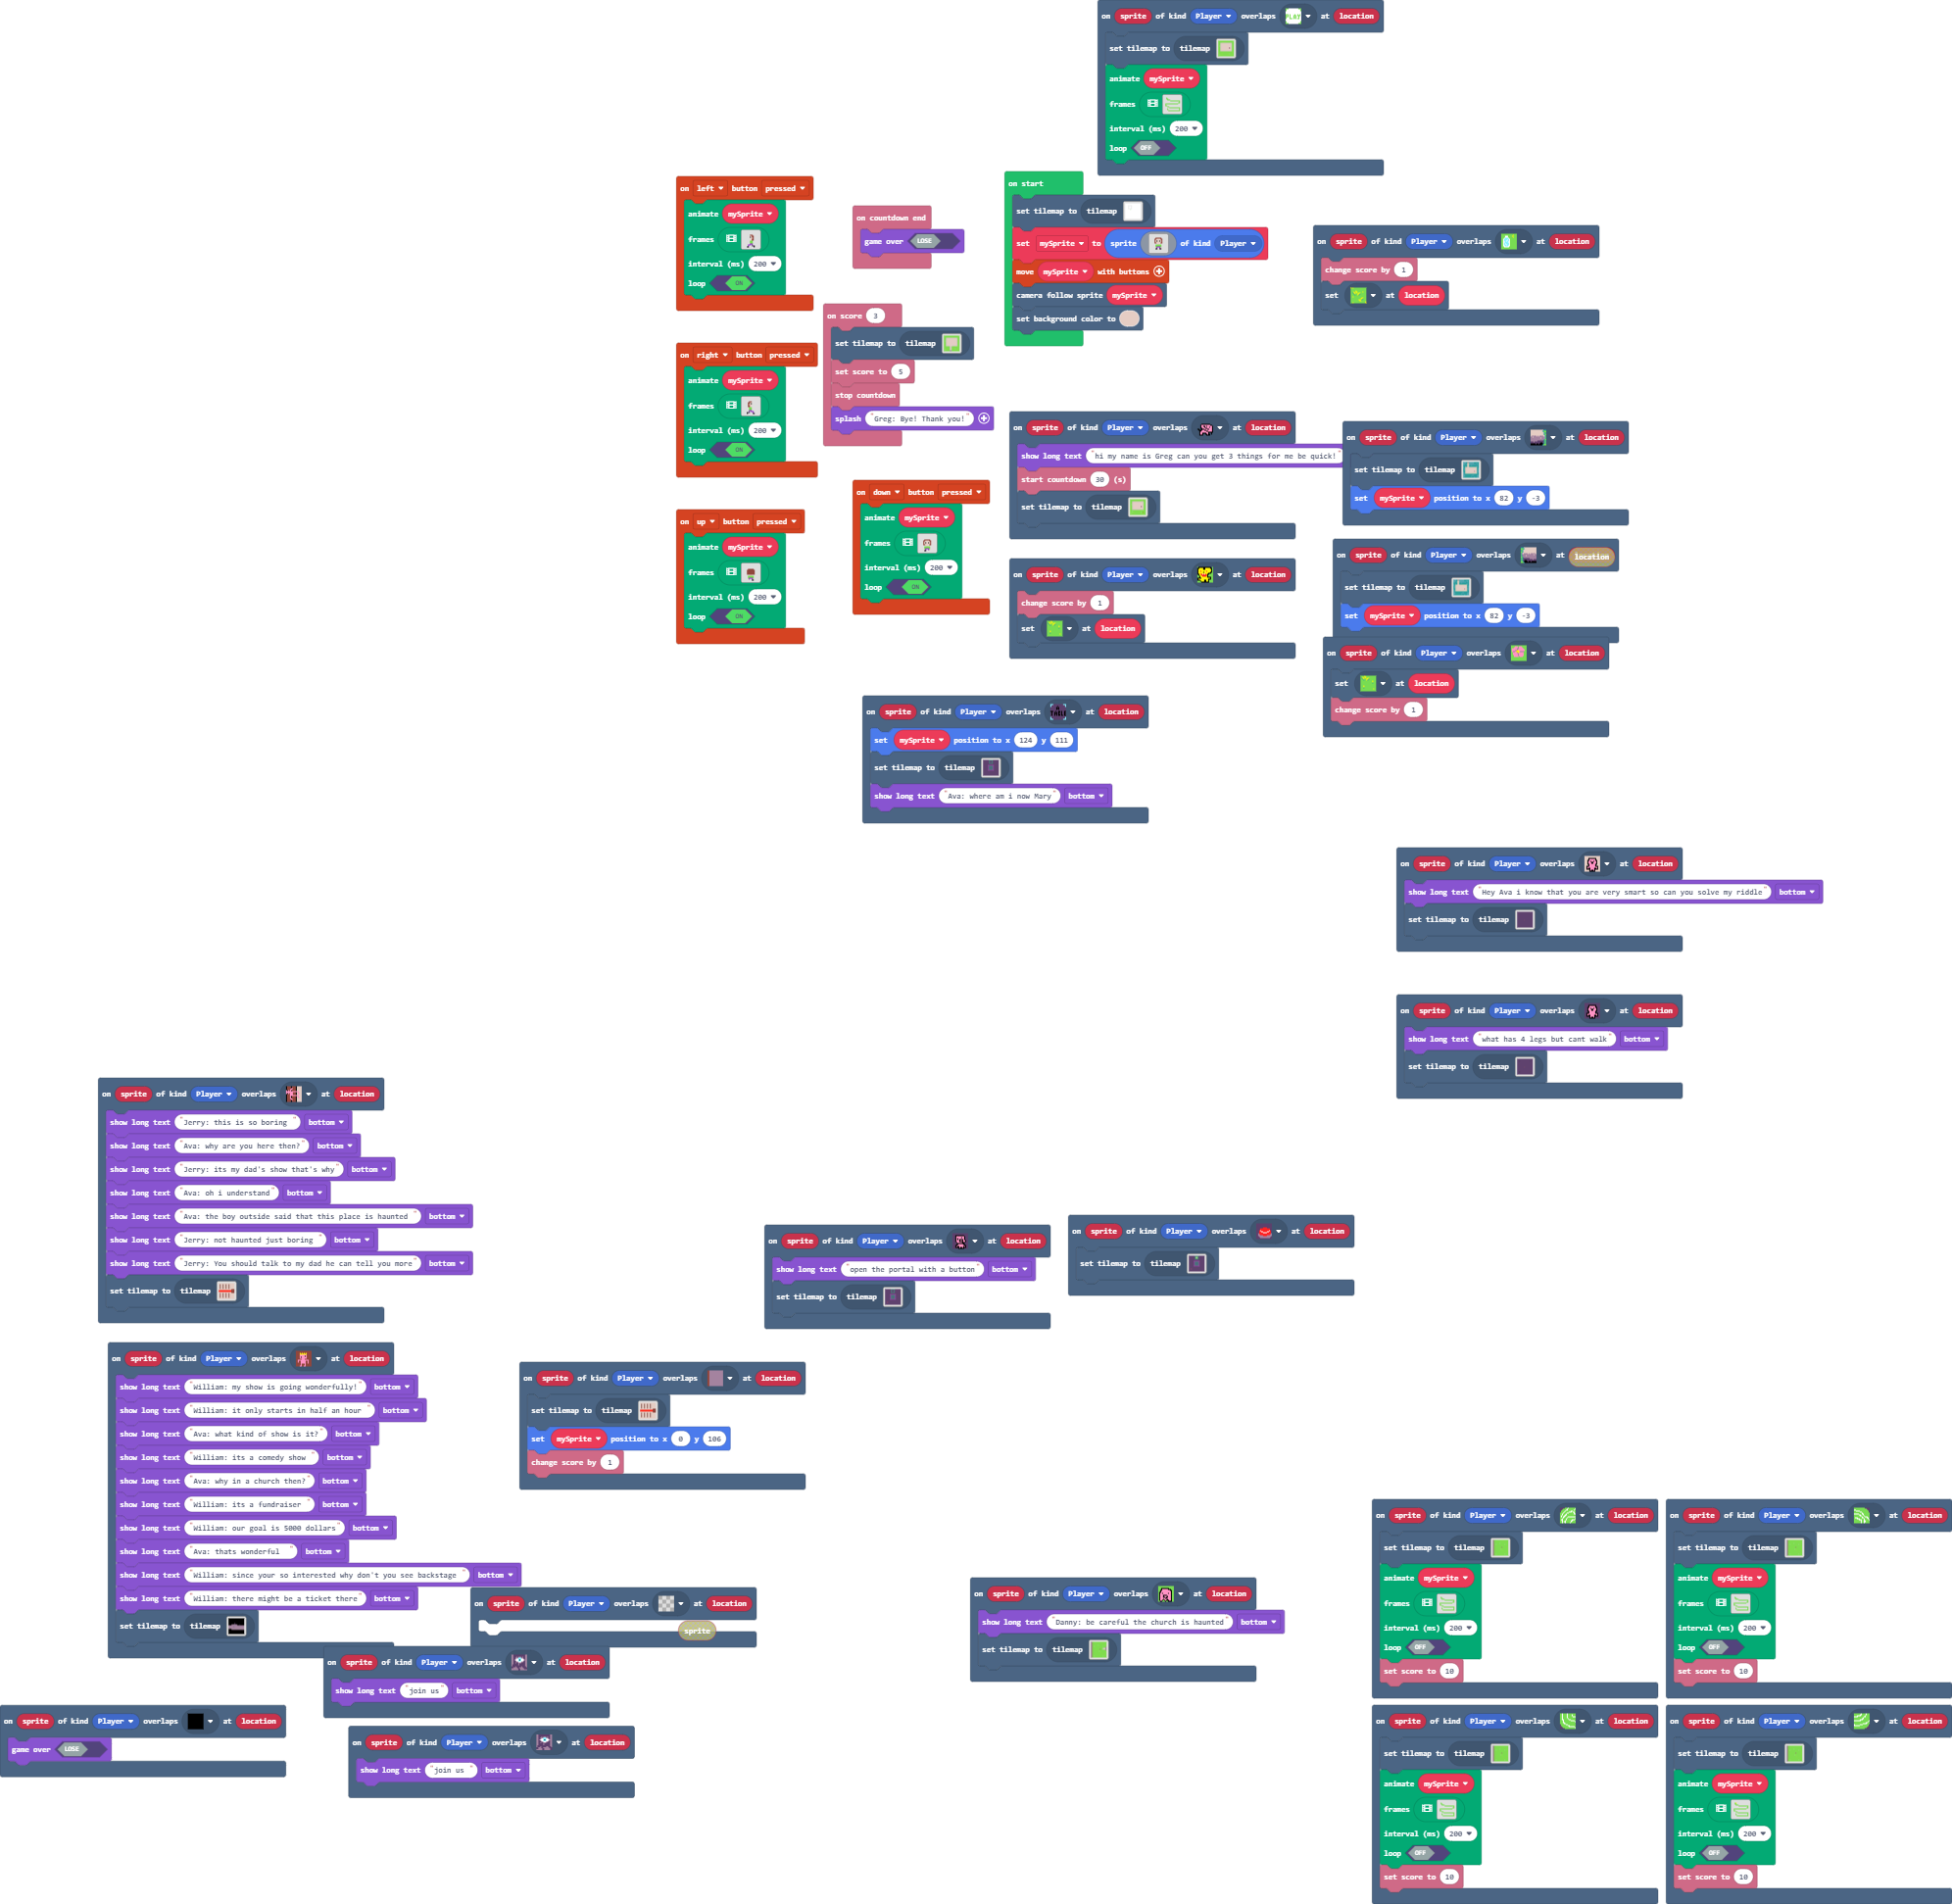 on sprite of kind Player overlaps PLAY at location
set tilemap to tilemap
animate mySprite
frames
interval (ms) 200
loop OFF
on left button pressed
animate mySprite
frames
interval (ms) 200
loop ON
on countdown end
game over LOSE
on start
set tilemap to tilemap
set mySprite to sprite of kind Player
move mySprite with buttons
camera follow sprite mySprite
set background color to
on sprite of kind Player overlaps at location
change score by 1
set at location
on score 3
set tilemap to tilemap
set score to 5
stop countdown
splash "Greg: Bye! Thank you!"
on right button pressed
animate mySprite
frames
interval (ms) 200
loop ON
on sprite of kind Player overlaps at location
show long text "hi my name is Greg can you get 3 things for me be quick!"
start countdown 30 (s)
set tilemap to tilemap
on sprite of kind Player overlaps at location
set tilemap to tilemap
set mySprite position to x 82 y -3
on up button pressed
animate mySprite
frames
interval (ms) 200
loop ON
on down button pressed
animate mySprite
frames
interval (ms) 200
loop ON
on sprite of kind Player overlaps at location
change score by 1
set at location
on sprite of kind Player overlaps at location
set tilemap to tilemap
set mySprite position to x 82 y -3
on sprite of kind Player overlaps at location
set at location
change score by 1
on sprite of kind Player overlaps at location
set mySprite position to x 124 y 111
set tilemap to tilemap
show long text "Ava: where am i now Mary" bottom
on sprite of kind Player overlaps at location
show long text "Hey Ava i know that you are very smart so can you solve my riddle" bottom
set tilemap to tilemap
on sprite of kind Player overlaps at location
show long text "what has 4 legs but cant walk" bottom
set tilemap to tilemap
on sprite of kind Player overlaps at location
show long text "Jerry: this is so boring " bottom
show long text "Ava: why are you here then?" bottom
show long text "Jerry: its my dad's show that's why" bottom
show long text "Ava: oh i understand" bottom
show long text "Ava: the boy outside said that this place is haunted " bottom
show long text "Jerry: not haunted just boring " bottom
show long text "Jerry: You should talk to my dad he can tell you more" bottom
set tilemap to tilemap
on sprite of kind Player overlaps at location
show long text "open the portal with a button" bottom
set tilemap to tilemap
on sprite of kind Player overlaps at location
set tilemap to tilemap
on sprite of kind Player overlaps at location
show long text "William: my show is going wonderfully!" bottom
show long text "William: it only starts in half an hour " bottom
show long text "Ava: what kind of show is it?" bottom
show long text "William: its a comedy show " bottom
show long text "Ava: why in a church then?" bottom
show long text "William: its a fundraiser " bottom
show long text "William: our goal is 5000 dollars" bottom
show long text "Ava: thats wonderful " bottom
show long text "William: since your so interested why don't you see backstage " bottom
show long text "William: there might be a ticket there" bottom
set tilemap to tilemap
on sprite of kind Player overlaps at location
set tilemap to tilemap
set mySprite position to x 0 y 106
change score by 1
on sprite of kind Player overlaps at location
sprite
on sprite of kind Player overlaps at location
show long text "join us" bottom
on sprite of kind Player overlaps at location
game over LOSE
on sprite of kind Player overlaps at location
show long text "join us " bottom
on sprite of kind Player overlaps at location
show long text "Danny: be careful the church is haunted" bottom
set tilemap to tilemap
on sprite of kind Player overlaps at location
set tilemap to tilemap
animate mySprite
frames
interval (ms) 200
loop OFF
set score to 10
on sprite of kind Player overlaps at location
set tilemap to tilemap
animate mySprite
frames
interval (ms) 200
loop OFF
set score to 10
on sprite of kind Player overlaps at location
set tilemap to tilemap
animate mySprite
frames
interval (ms) 200
loop OFF
set score to 10
on sprite of kind Player overlaps at location
set tilemap to tilemap
animate mySprite
frames
interval (ms) 200
loop OFF
set score to 10